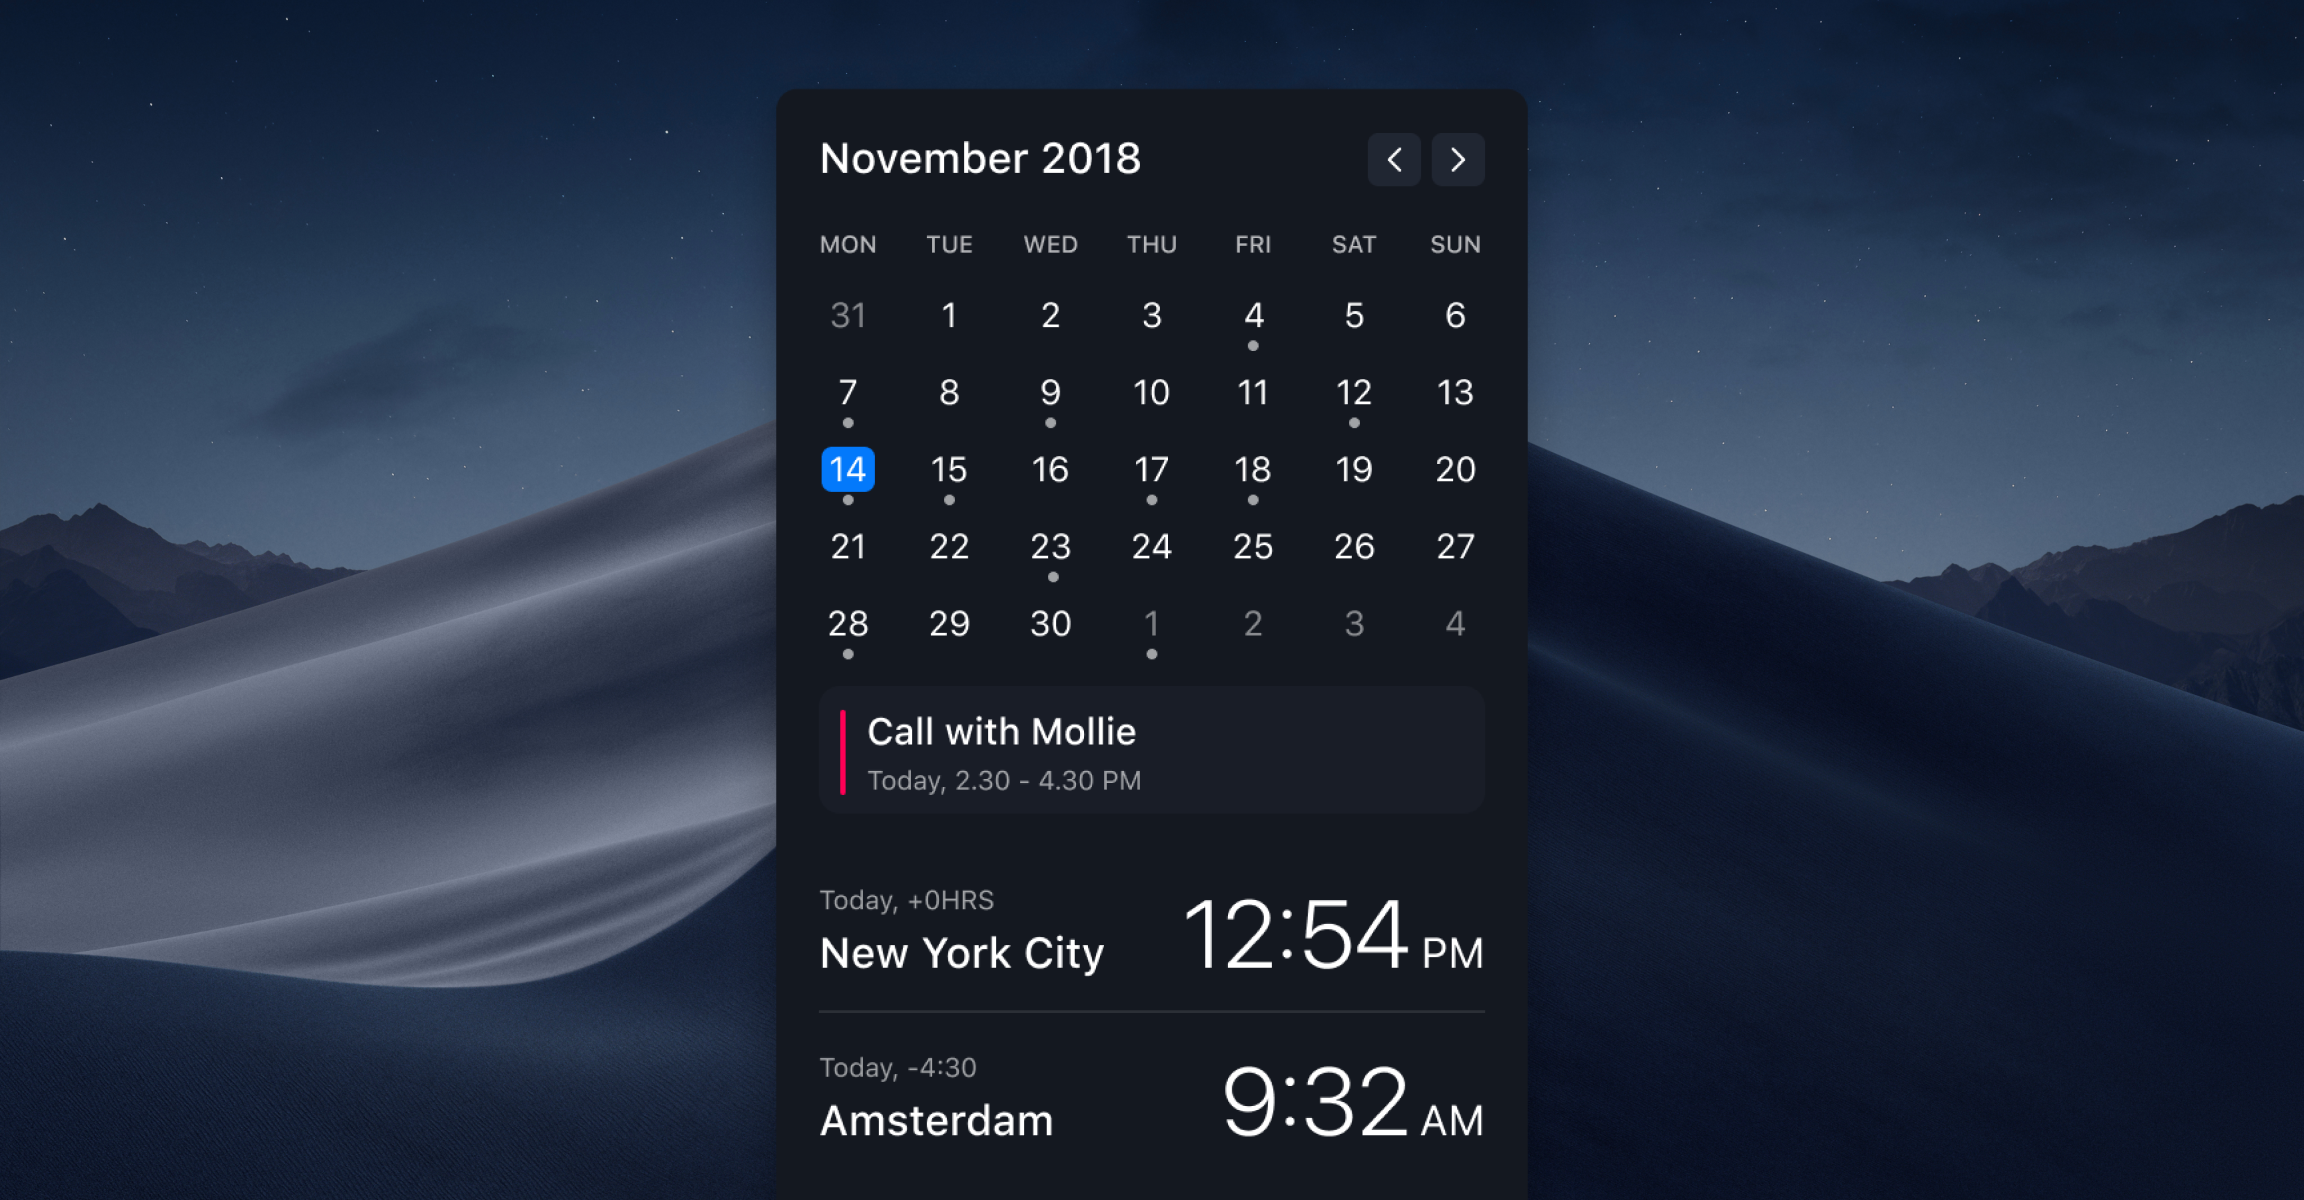 November 2018
MON TUE WED THU FRI SAT SUN
31 1 2 3 4 5 6
7 8 9 10 11 12 13
14 15 16 17 18 19 20
21 22 23 24 25 26 27
28 29 30 1 2 3 4
Call with Mollie
Today, 2.30 - 4.30 PM
Today, +0HRS
New York City 12:54 PM
Today, -4:30
Amsterdam 9:32 AM